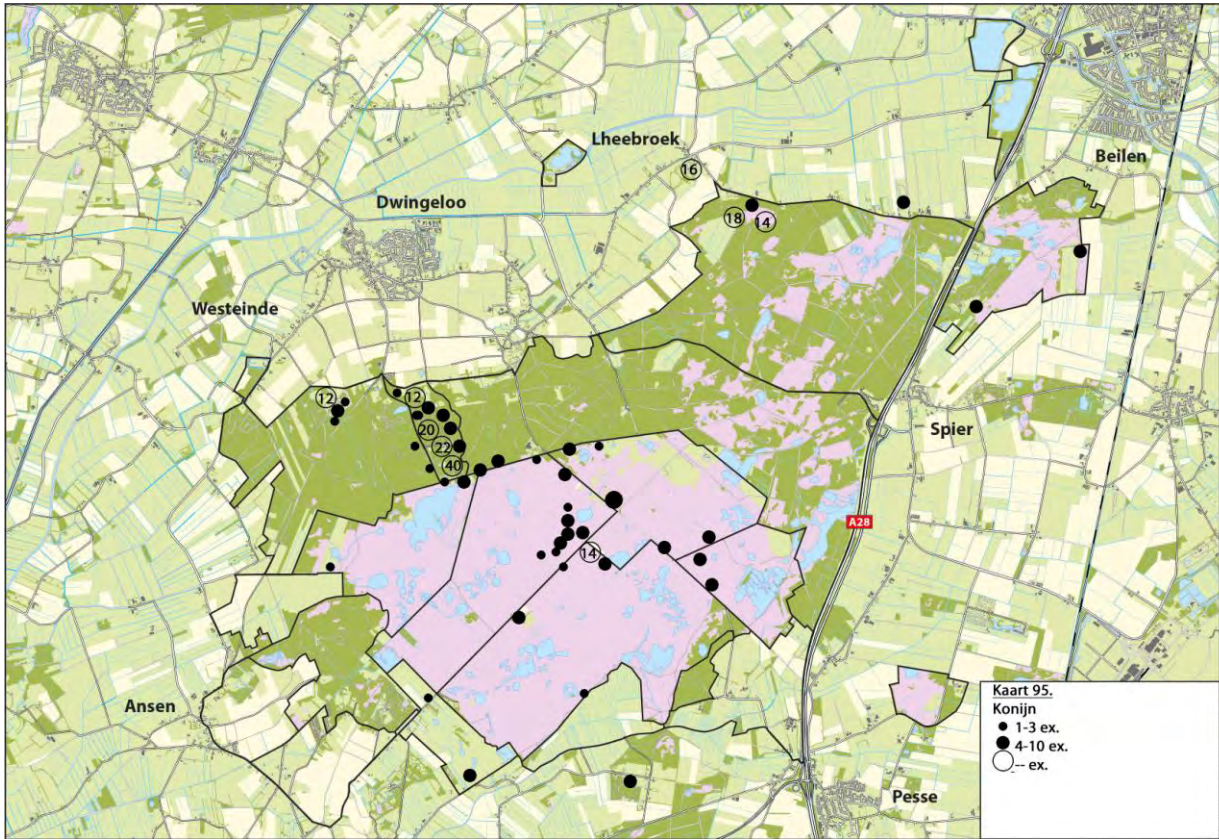 Lheebroek
Beilen
16
Dwingeloo
18
14
Westeinde
12
12
20
Spier
22
40
A28
14
Ansen
Pesse
Kaart 95.
Konijn
1-3 ex.
4-10 ex.
-- ex.